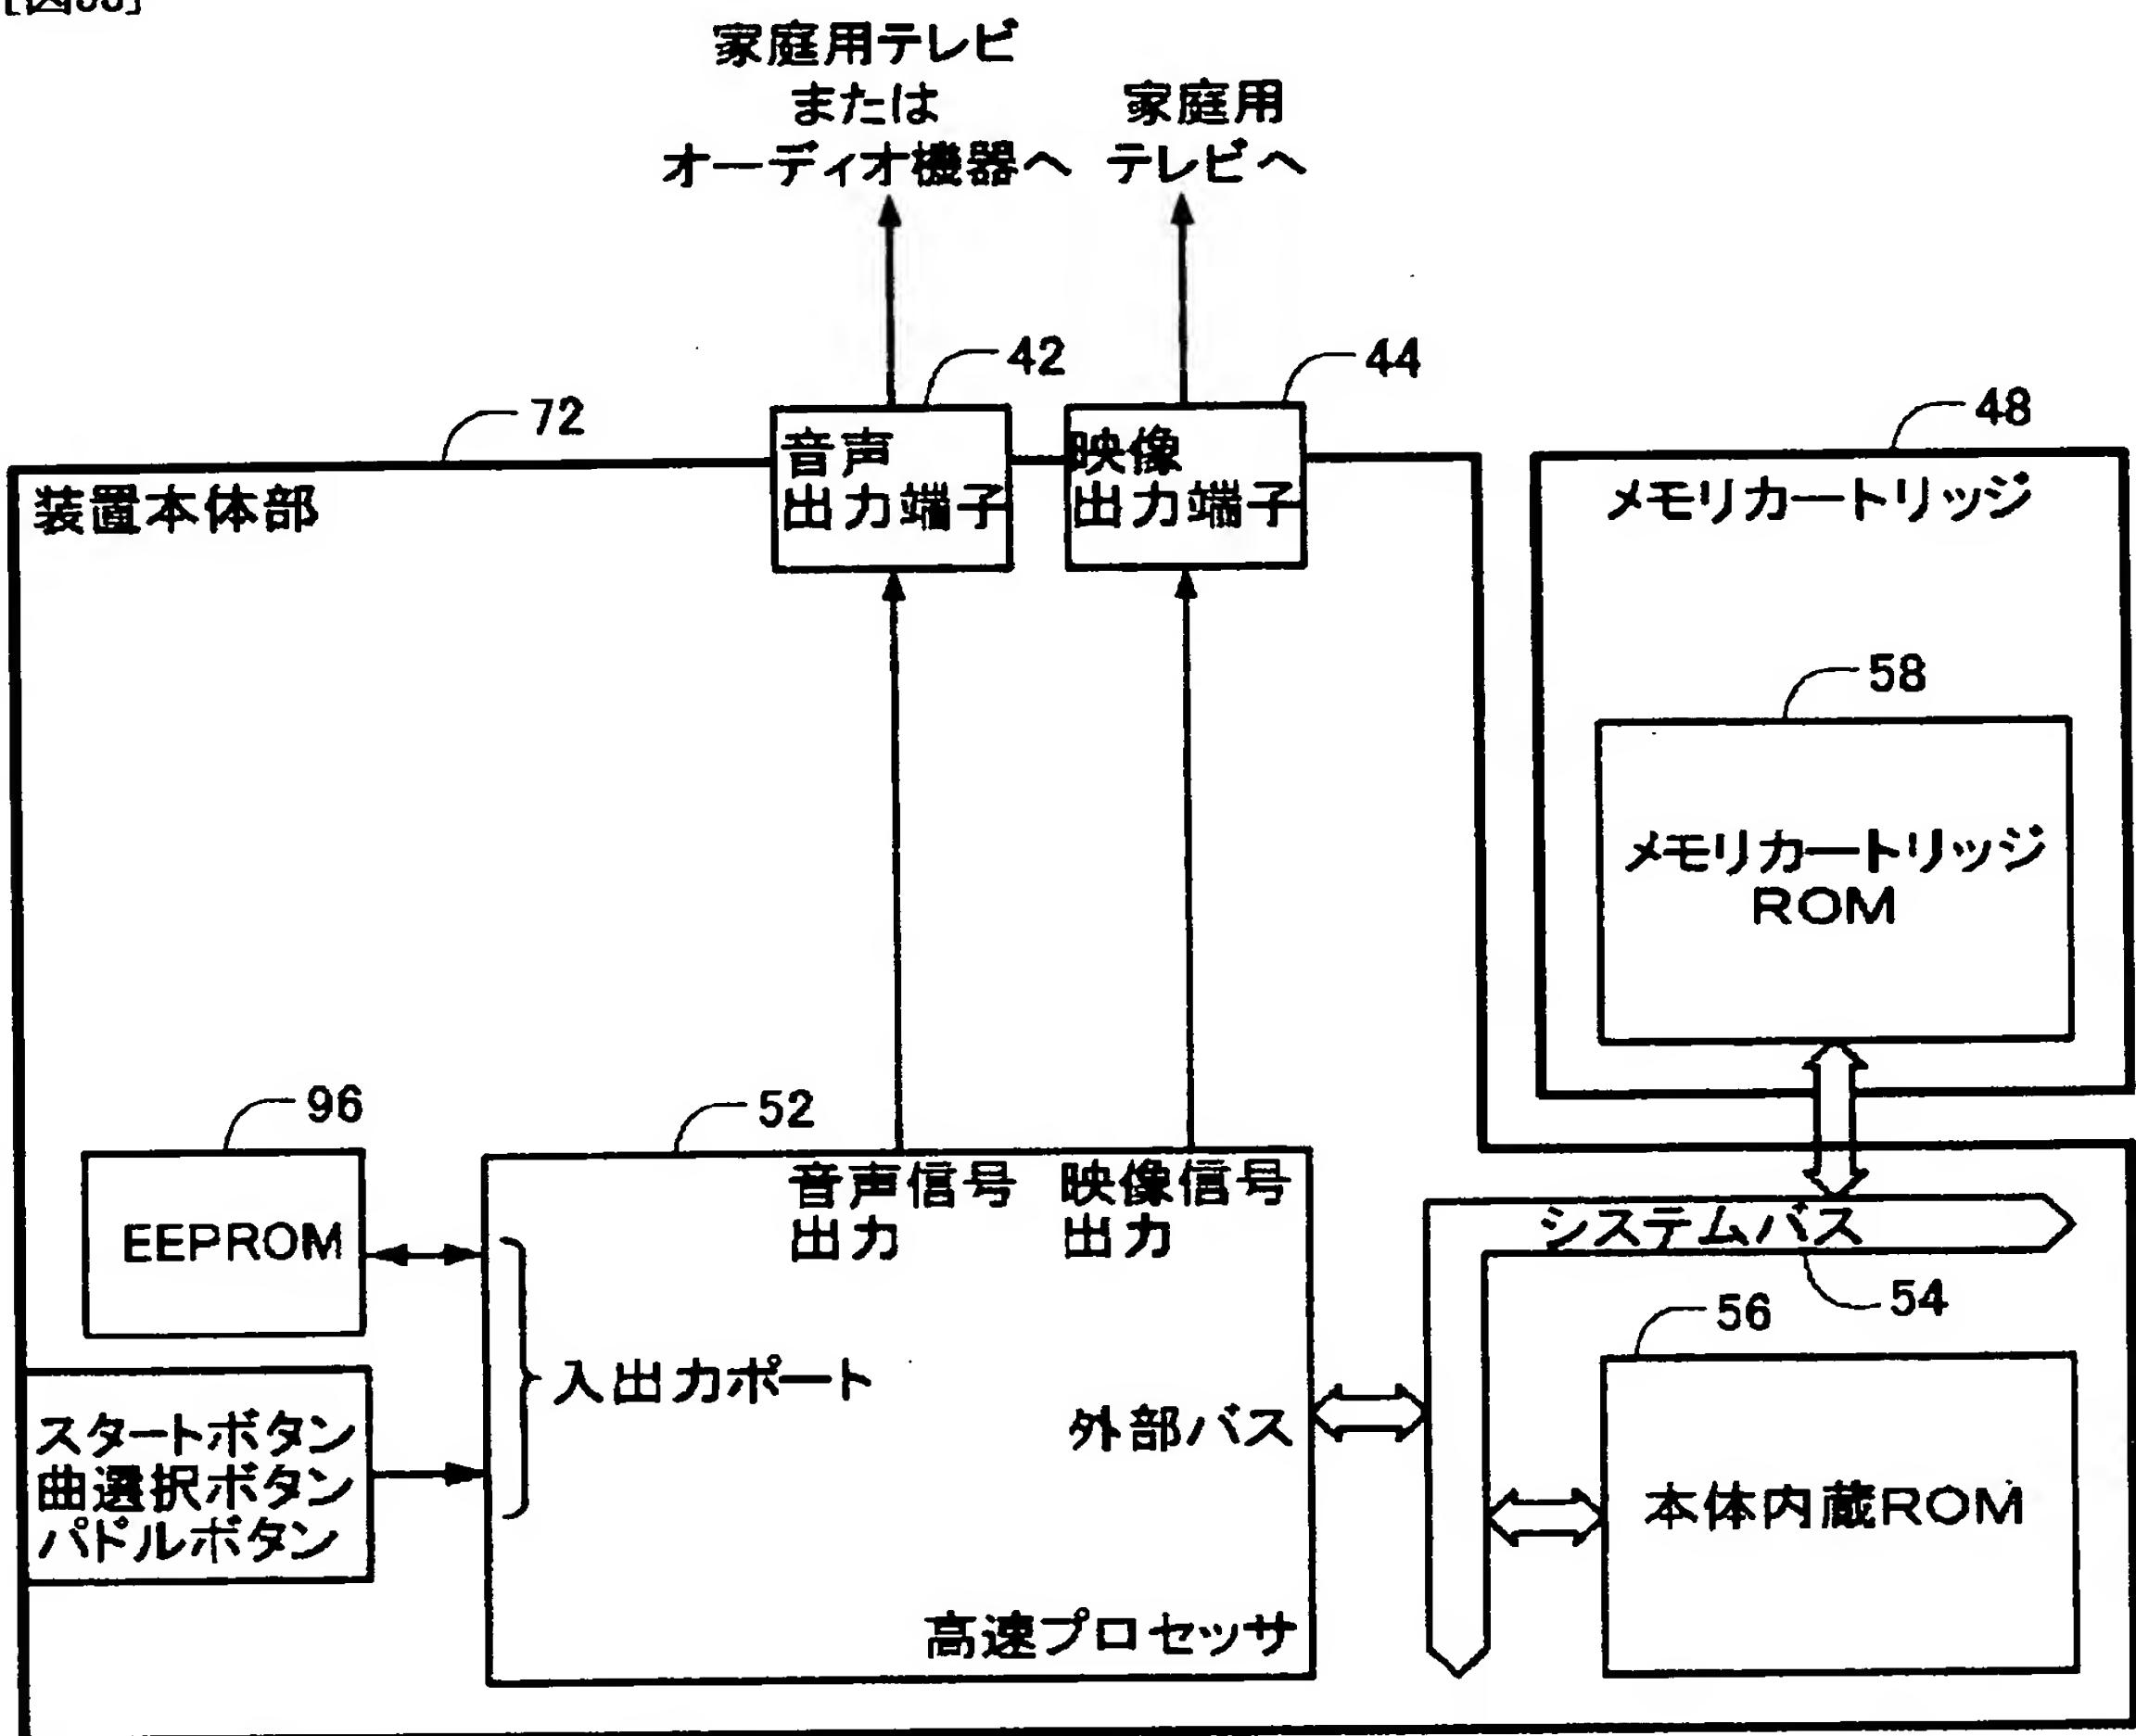 家庭用テレビ
または
オーディオ機器へ
家庭用
テレビへ
42
44
72
48
音声
出力端子
映像
出力端子
装置本体部
メモリカートリッジ
58
メモリカートリッジ
ROM
96
52
音声信号
出力
映像信号
出力
EEPROM
システムバス
54
56
入出力ポート
外部バス
スタートボタン
曲選択ボタン
パドルボタン
本体内蔵ROM
高速プロセッサ